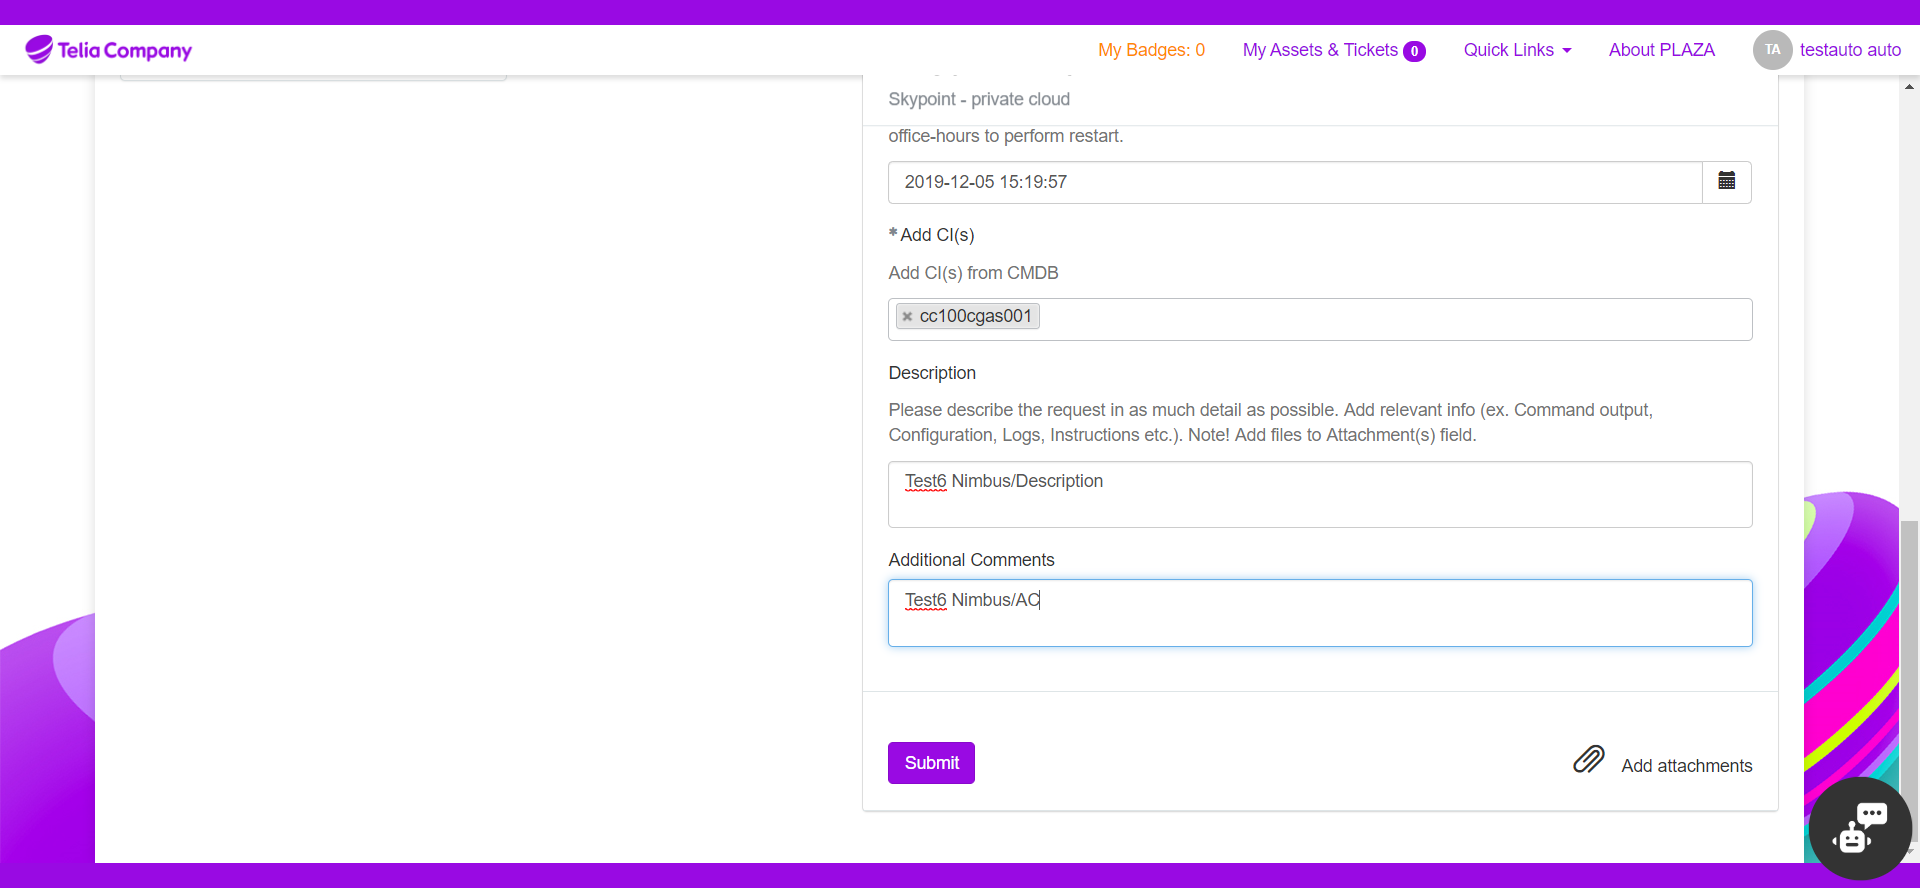 Telia Company
My Badges: 0
My Assets & Tickets 0
Quick Links
About PLAZA
TA
testauto auto
Skypoint - private cloud
office-hours to perform restart.
2019-12-05 15:19:57
* Add CI(s)
Add CI(s) from CMDB
× cc100cgas001
Description
Please describe the request in as much detail as possible. Add relevant info (ex. Command output,
Configuration, Logs, Instructions etc.). Note! Add files to Attachment(s) field.
Test6 Nimbus/Description
Additional Comments
Test6 Nimbus/AC
Submit
Add attachments